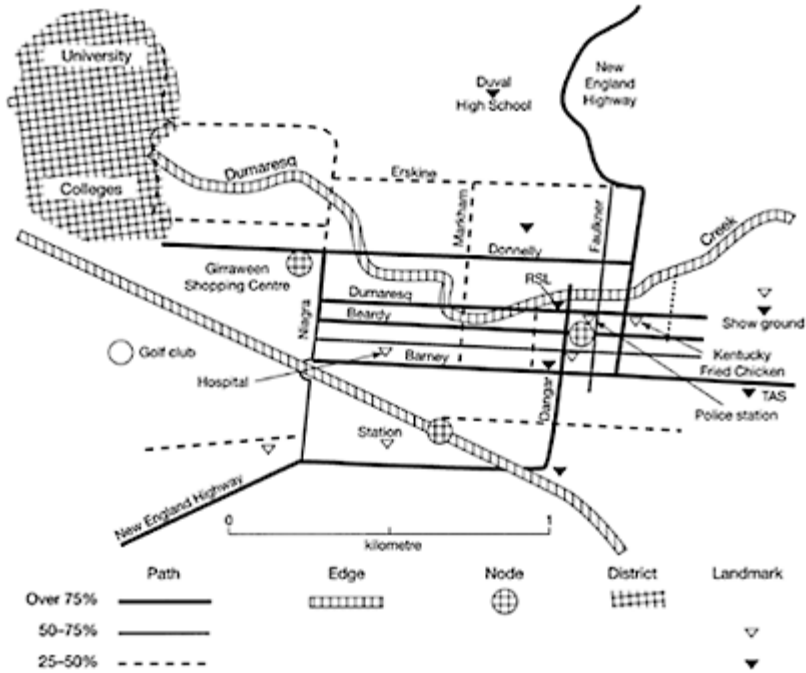 University
Colleges
Dumaresq
Duval
High School
New
England
Highway
Erskine
Markham
Faulkner
Donnelly
Creek
Girraween
Shopping Centre
Niagra
Dumaresq
Beardy
Barney
RSL
Show ground
Kentucky
Fried Chicken
TAS
Police station
Golf club
Hospital
Dangar
Station
New England Highway
0
1
kilometre
Path
Edge
Node
District
Landmark
Over 75%
50–75%
25–50%